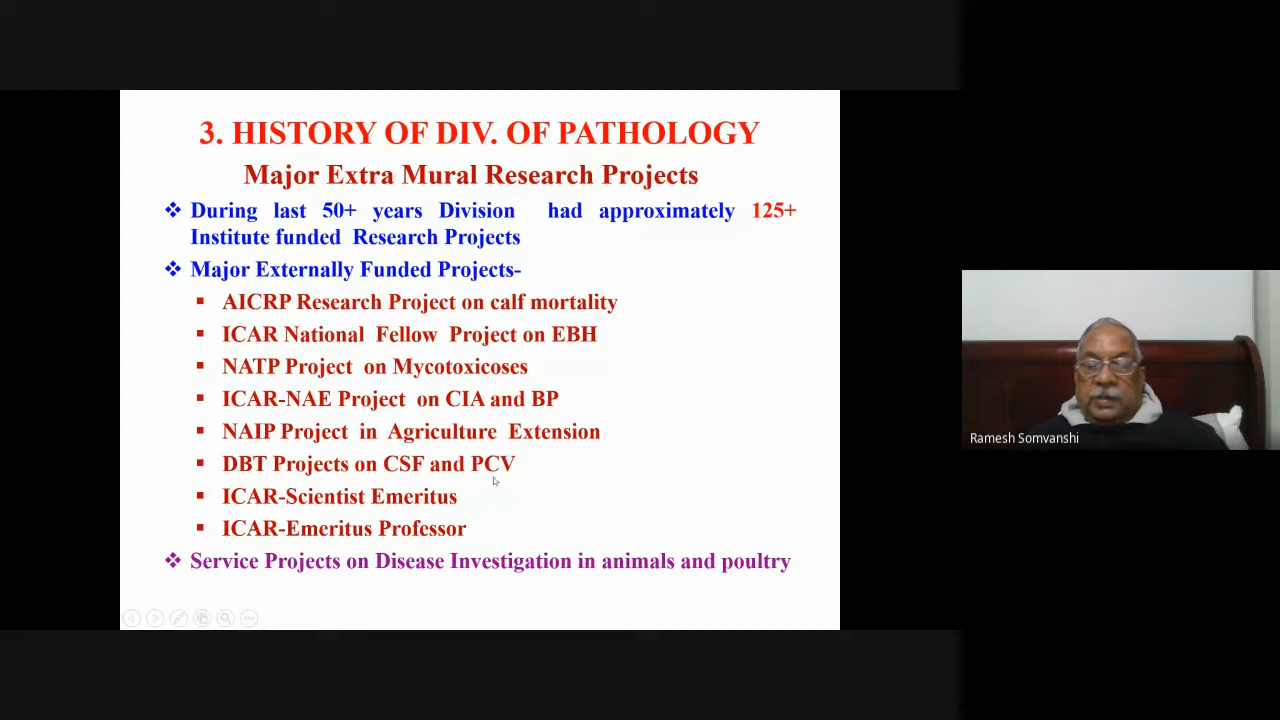 3. HISTORY OF DIV. OF PATHOLOGY
Major Extra Mural Research Projects
During last 50+ years Division had approximately 125+
Institute funded Research Projects
Major Externally Funded Projects-
AICRP Research Project on calf mortality
ICAR National Fellow Project on EBH
NATP Project on Mycotoxicoses
ICAR-NAE Project on CIA and BP
NAIP Project in Agriculture Extension
DBT Projects on CSF and PCV
ICAR-Scientist Emeritus
ICAR-Emeritus Professor
Service Projects on Disease Investigation in animals and poultry
Ramesh Somvanshi